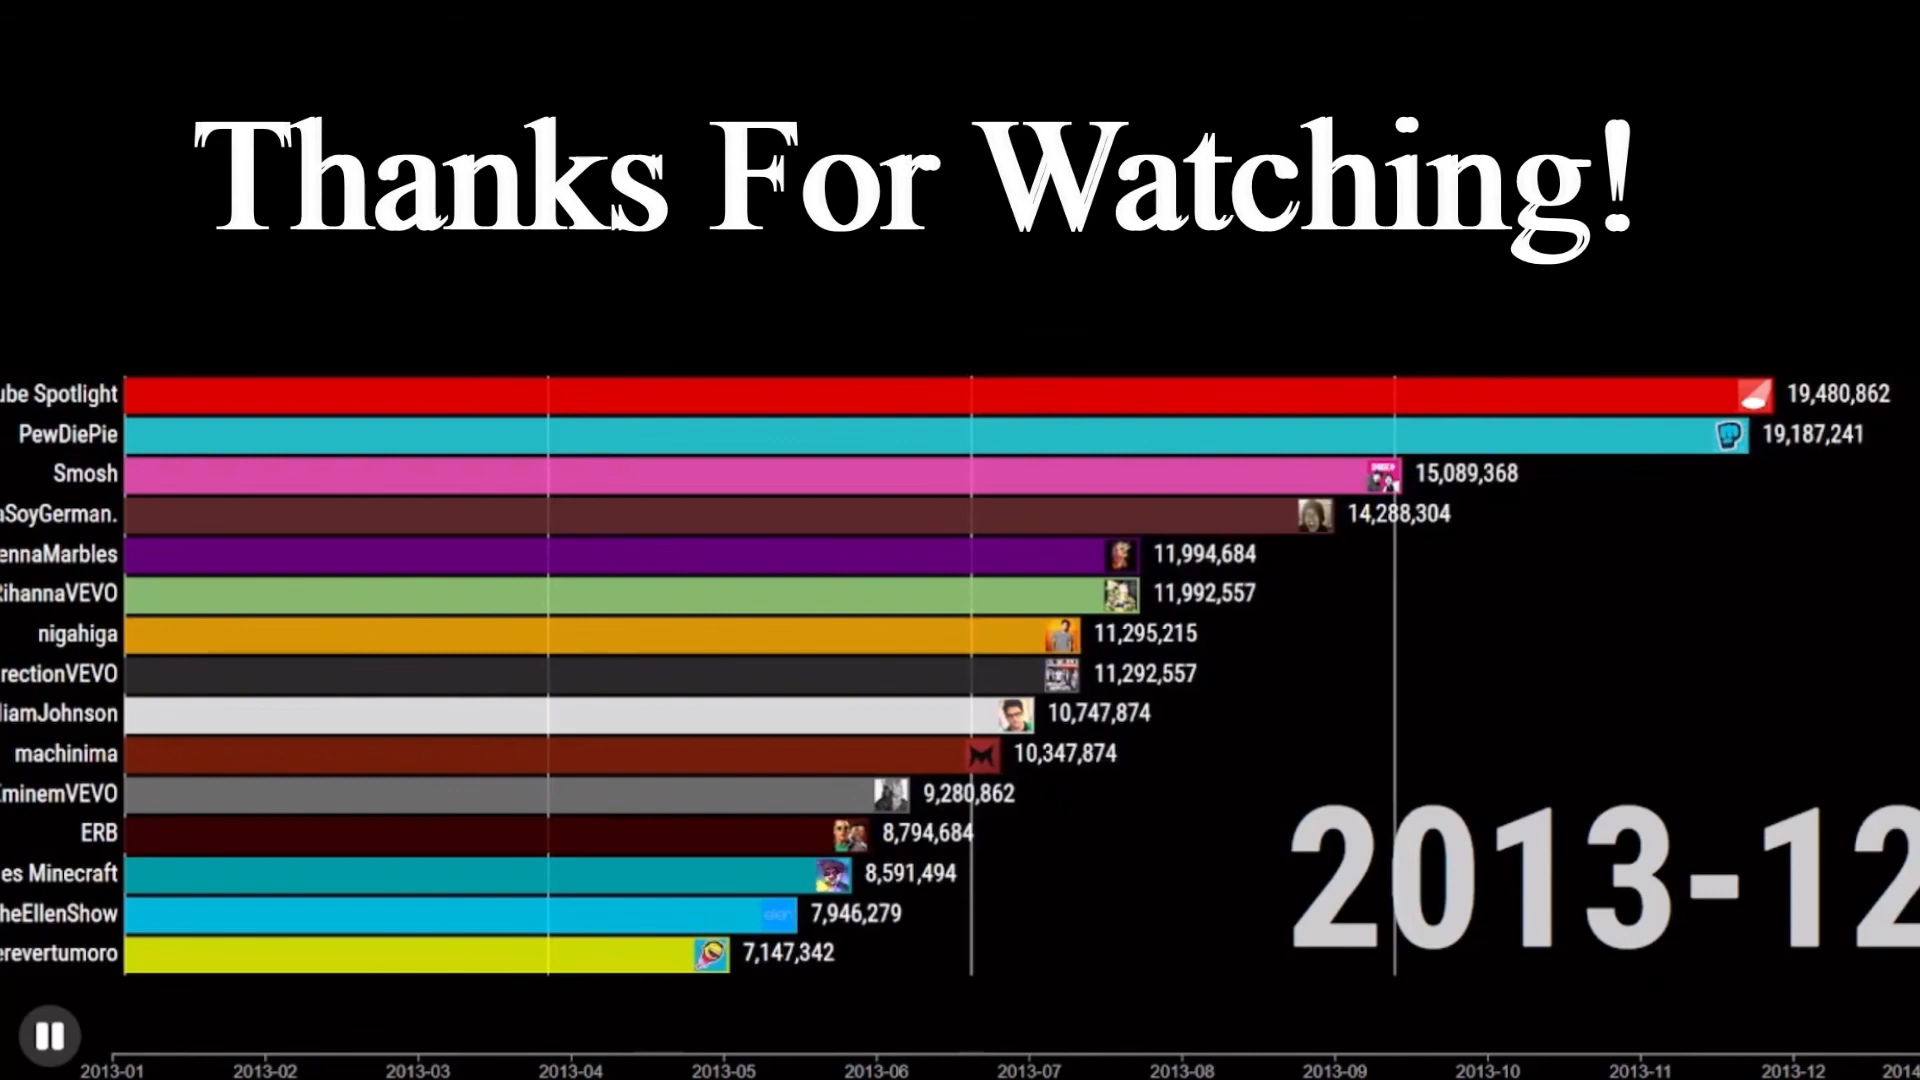 Thanks For Watching!
ube Spotlight 19,480,862
PewDiePie 19,187,241
Smosh 15,089,368
aSoyGerman. 14,288,304
ennaMarbles 11,994,684
RihannaVEVO 11,992,557
nigahiga 11,295,215
rectionVEVO 11,292,557
liamJohnson 10,747,874
machinima 10,347,874
EminemVEVO 9,280,862
ERB 8,794,684
es Minecraft 8,591,494
heEllenShow 7,946,279
erevertumoro 7,147,342
2013-12
2013-01 2013-02 2013-03 2013-04 2013-05 2013-06 2013-07 2013-08 2013-09 2013-10 2013-11 2013-12 2014